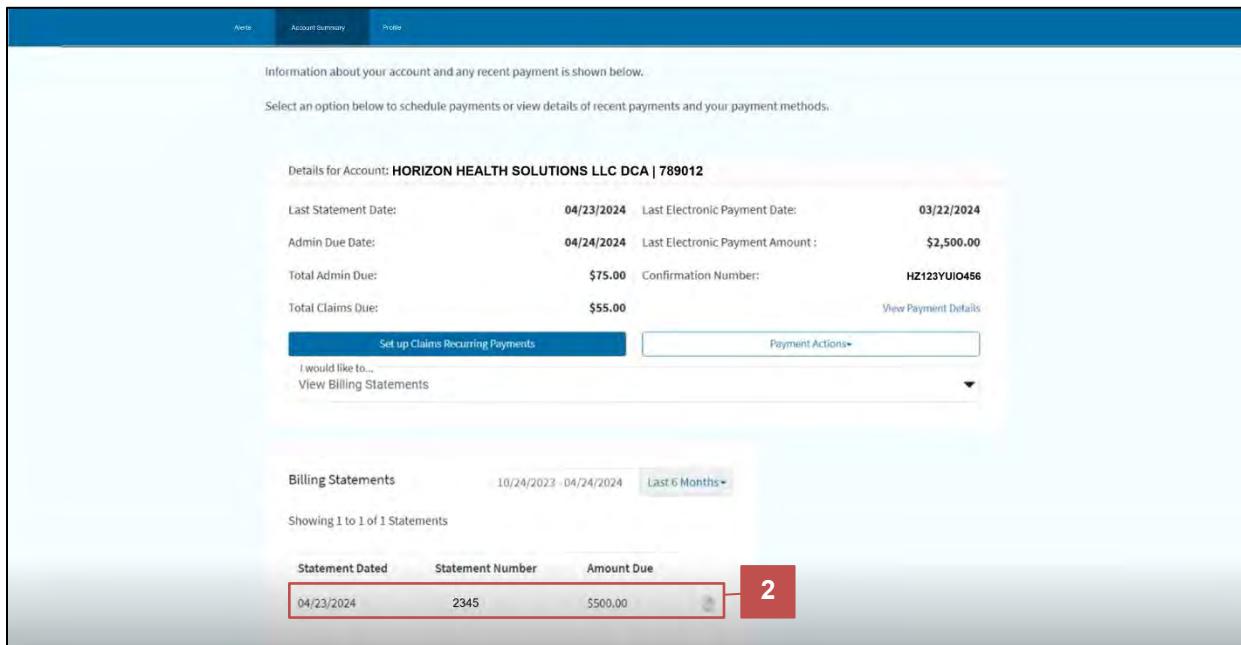 Alerts Account Summary Profile
Information about your account and any recent payment is shown below.
Select an option below to schedule payments or view details of recent payments and your payment methods.
Details for Account: HORIZON HEALTH SOLUTIONS LLC DCA | 789012
Last Statement Date: 04/23/2024 Last Electronic Payment Date: 03/22/2024
Admin Due Date: 04/24/2024 Last Electronic Payment Amount : $2,500.00
Total Admin Due: $75.00 Confirmation Number: HZ123YUIO456
Total Claims Due: $55.00 View Payment Details
Set up Claims Recurring Payments Payment Actions
I would like to...
View Billing Statements
Billing Statements 10/24/2023 - 04/24/2024 Last 6 Months
Showing 1 to 1 of 1 Statements
Statement Dated Statement Number Amount Due
04/23/2024 2345 $500.00 2